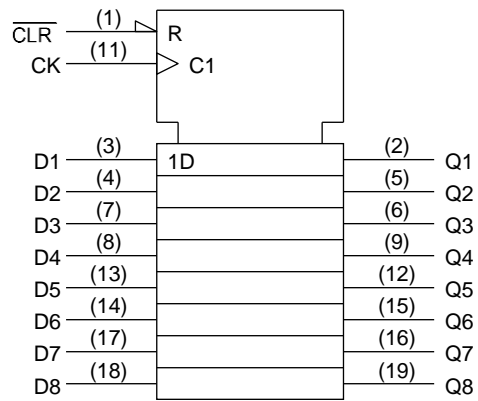 (1)
CLR R
(11)
CK C1
(3) (2)
D1 1D Q1
(4) (5)
D2 Q2
(7) (6)
D3 Q3
(8) (9)
D4 Q4
(13) (12)
D5 Q5
(14) (15)
D6 Q6
(17) (16)
D7 Q7
(18) (19)
D8 Q8